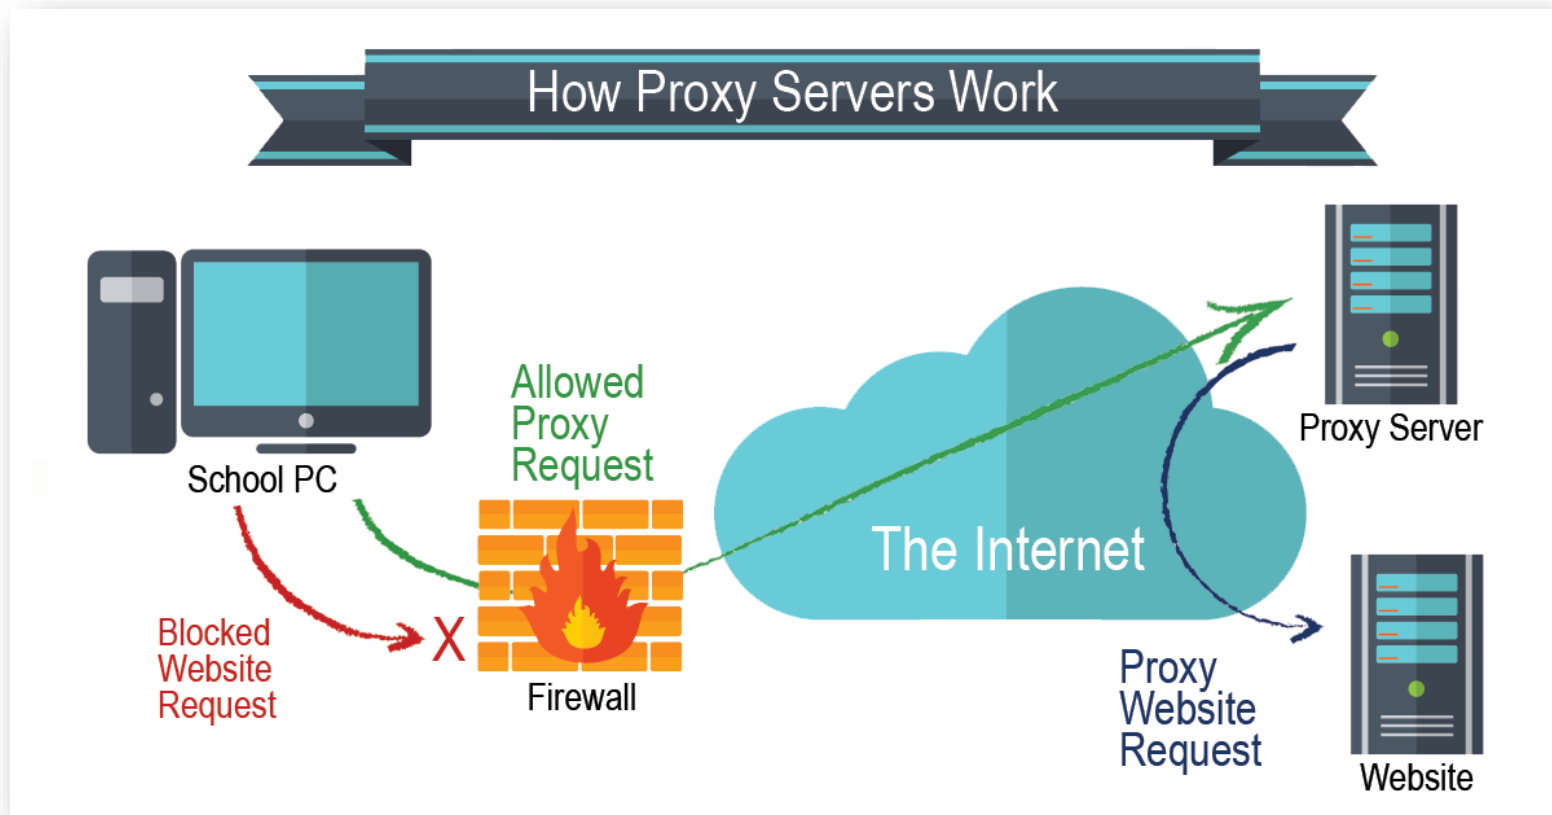 How Proxy Servers Work
School PC
Allowed
Proxy
Request
Proxy Server
The Internet
Blocked
Website
Request
X
Firewall
Proxy
Website
Request
Website